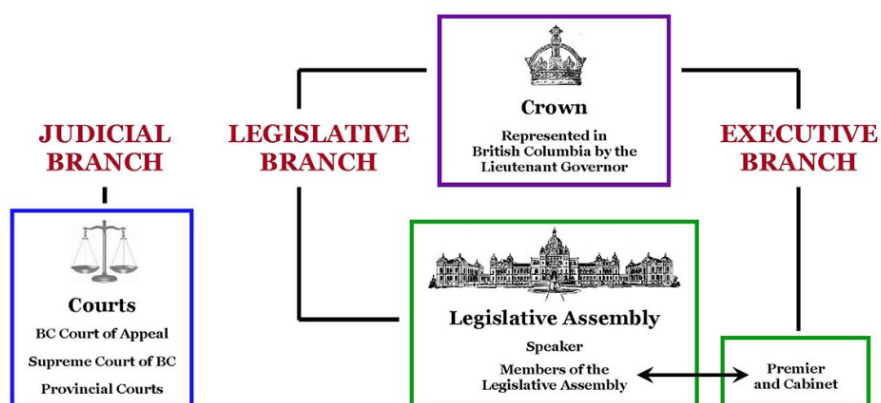 JUDICIAL
BRANCH
LEGISLATIVE
BRANCH
Crown
Represented in
British Columbia by the
Lieutenant Governor
EXECUTIVE
BRANCH
Courts
BC Court of Appeal
Supreme Court of BC
Provincial Courts
Legislative Assembly
Speaker
Members of the
Legislative Assembly
Premier
and Cabinet